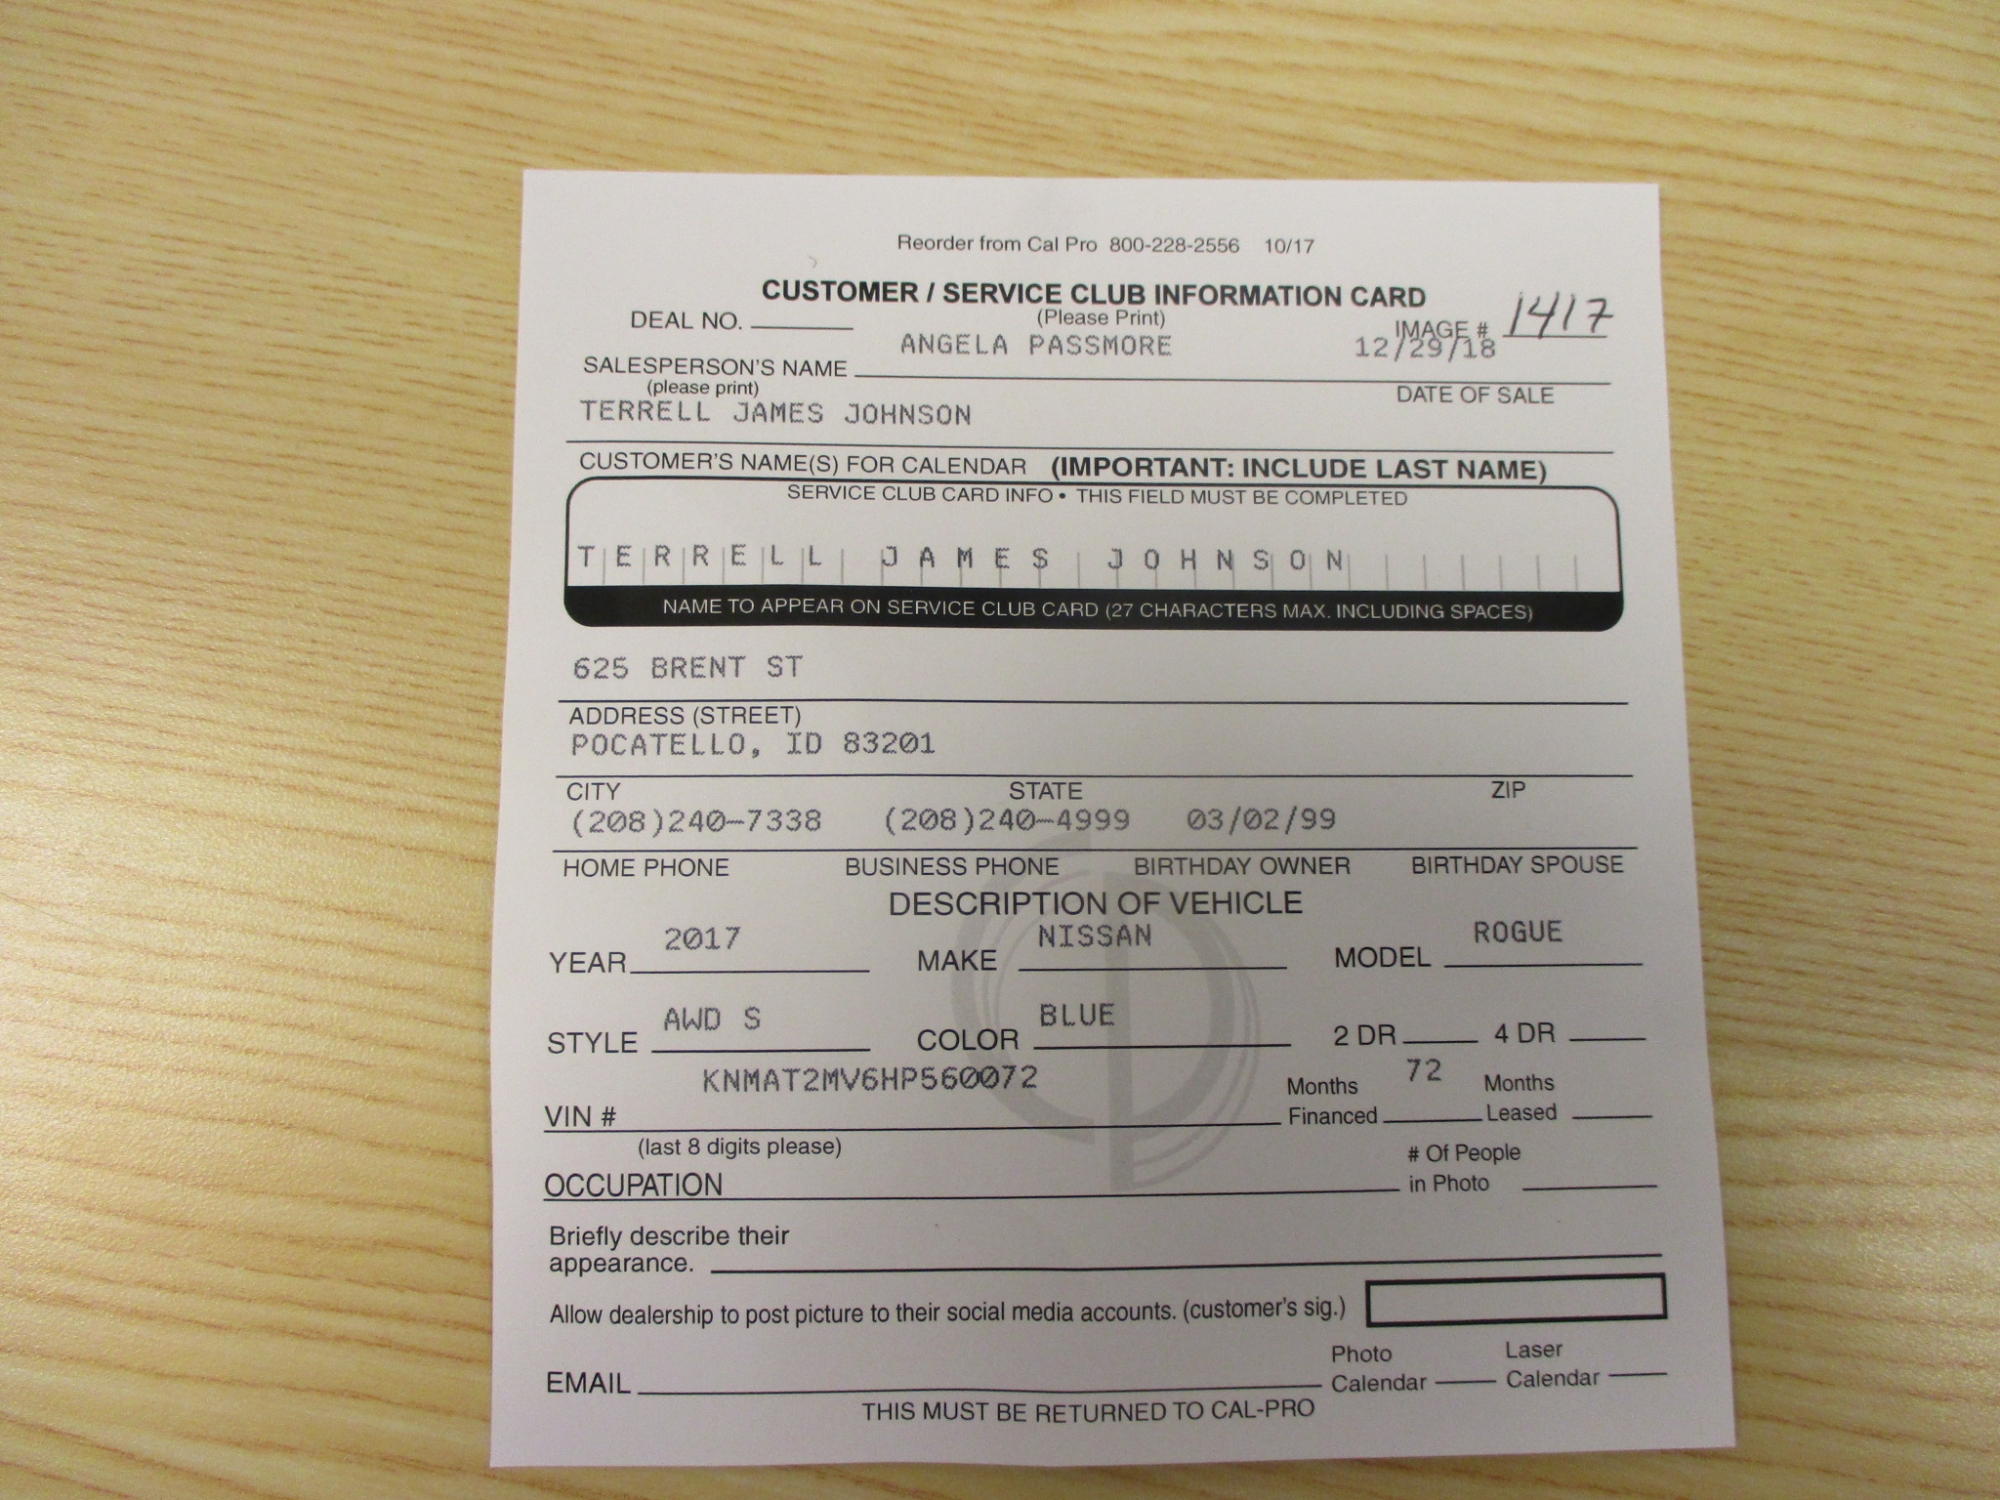 Reorder from Cal Pro 800-228-2556 10/17
CUSTOMER / SERVICE CLUB INFORMATION CARD
DEAL NO. (Please Print) IMAGE # 1417
ANGELA PASSMORE 12/29/18
SALESPERSON'S NAME
(please print) DATE OF SALE
TERRELL JAMES JOHNSON
CUSTOMER'S NAME(S) FOR CALENDAR (IMPORTANT: INCLUDE LAST NAME)
SERVICE CLUB CARD INFO • THIS FIELD MUST BE COMPLETED
TERRELL JAMES JOHNSON
NAME TO APPEAR ON SERVICE CLUB CARD (27 CHARACTERS MAX. INCLUDING SPACES)
625 BRENT ST
ADDRESS (STREET)
POCATELLO, ID 83201
CITY STATE ZIP
(208)240-7338 (208)240-4999 03/02/99
HOME PHONE BUSINESS PHONE BIRTHDAY OWNER BIRTHDAY SPOUSE
DESCRIPTION OF VEHICLE
YEAR 2017 MAKE NISSAN MODEL ROGUE
STYLE AWD S COLOR BLUE 2 DR 4 DR
VIN # KNMAT2MV6HP560072 Months Financed 72 Months Leased
(last 8 digits please)
OCCUPATION # Of People in Photo
Briefly describe their
appearance.
Allow dealership to post picture to their social media accounts. (customer's sig.)
EMAIL Photo Calendar Laser Calendar
THIS MUST BE RETURNED TO CAL-PRO